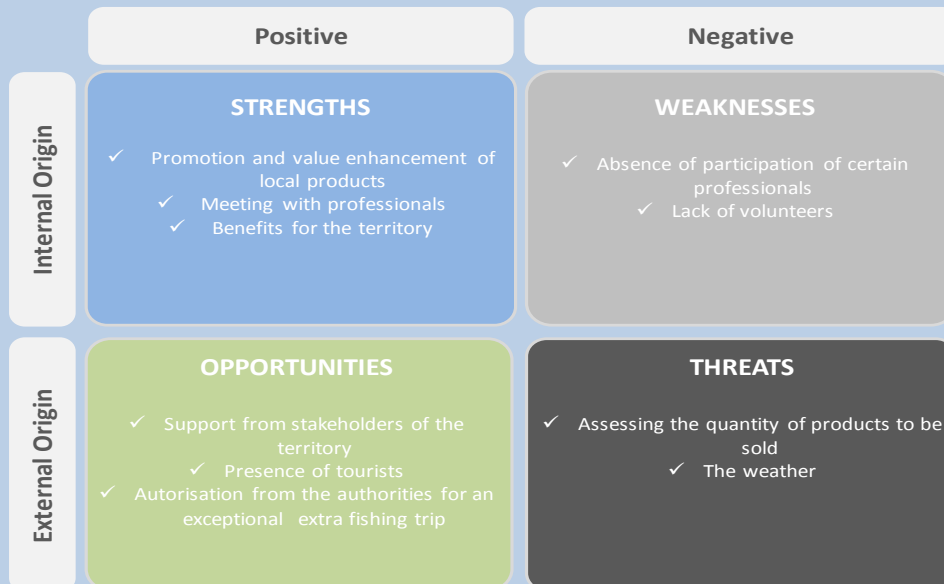 Positive
Negative
Internal Origin
STRENGTHS
✓ Promotion and value enhancement of
local products
✓ Meeting with professionals
✓ Benefits for the territory
WEAKNESSES
✓ Absence of participation of certain
professionals
✓ Lack of volunteers
External Origin
OPPORTUNITIES
✓ Support from stakeholders of the
territory
✓ Presence of tourists
✓ Autorisation from the authorities for an
exceptional extra fishing trip
THREATS
✓ Assessing the quantity of products to be
sold
✓ The weather